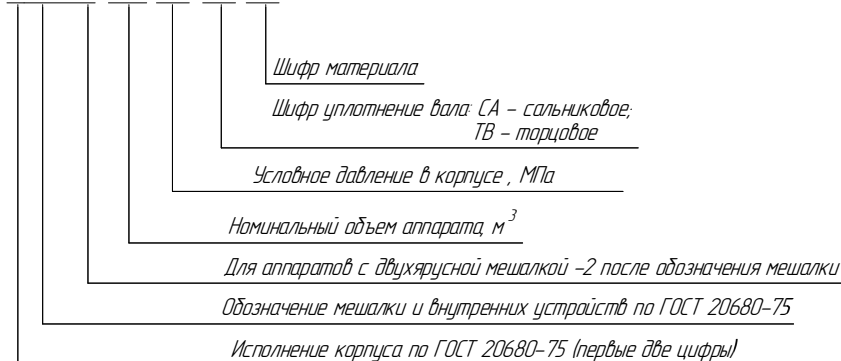 Шифр материала
Шифр уплотнение вала: СА – сальниковое;
ТВ – торцовое
Условное давление в корпусе , МПа
Номинальный объем аппарата, м³
Для аппаратов с двухярусной мешалкой -2 после обозначения мешалки
Обозначение мешалки и внутренних устройств по ГОСТ 20680-75
Исполнение корпуса по ГОСТ 20680-75 (первые две цифры)